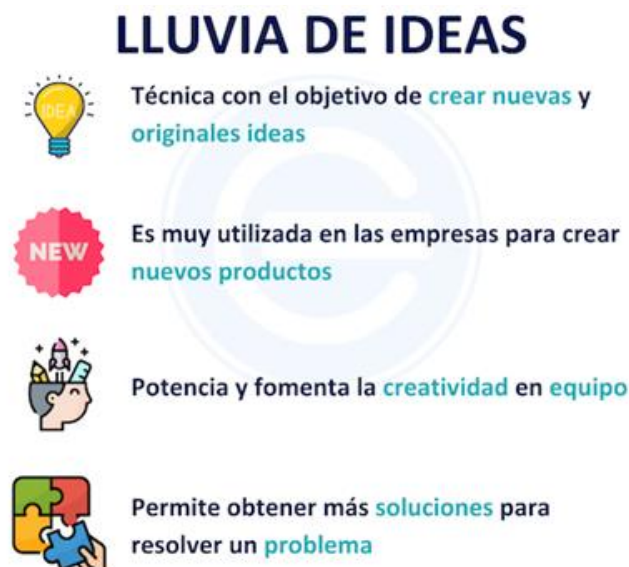 LLUVIA DE IDEAS
IDEA
Técnica con el objetivo de crear nuevas y
originales ideas
NEW
Es muy utilizada en las empresas para crear
nuevos productos
Potencia y fomenta la creatividad en equipo
Permite obtener más soluciones para
resolver un problema